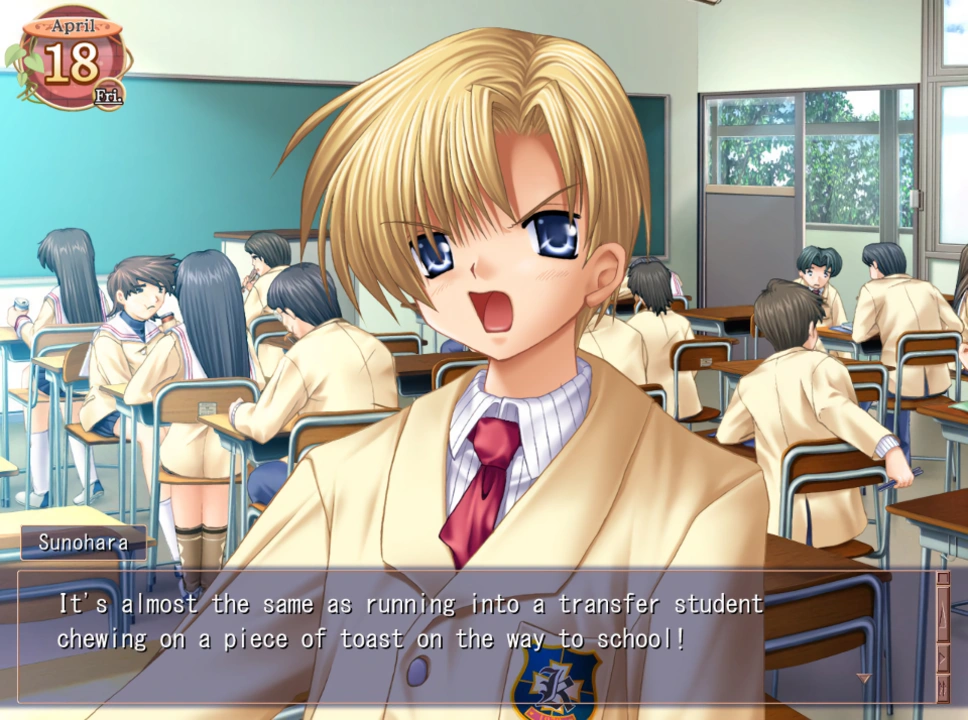 April
18
Fri.
Sunohara
It's almost the same as running into a transfer student
chewing on a piece of toast on the way to school!
k